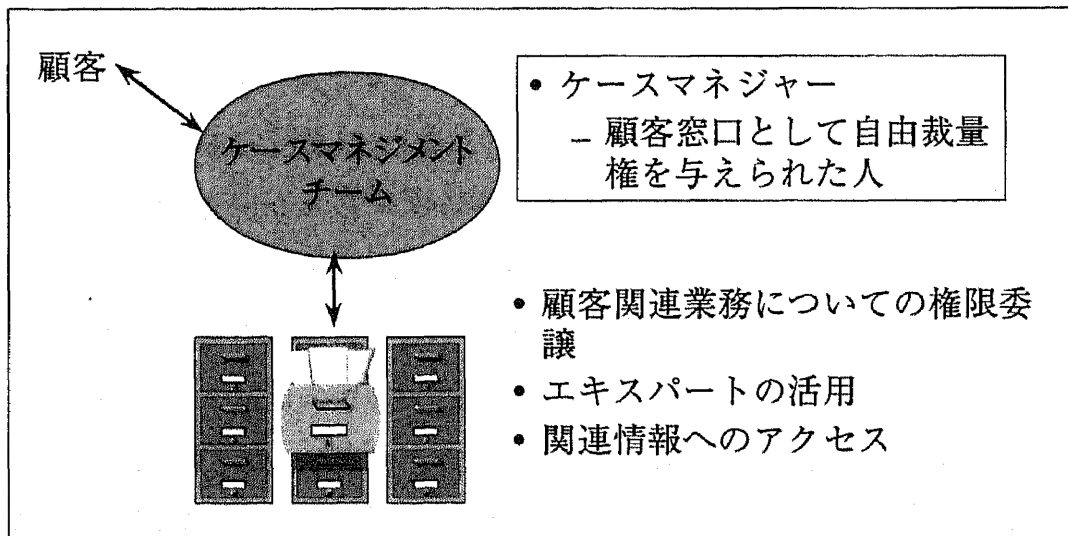 顧客
ケースマネジメント
チーム
• ケースマネジャー
– 顧客窓口として自由裁量
権を与えられた人
• 顧客関連業務についての権限委
譲
• エキスパートの活用
• 関連情報へのアクセス